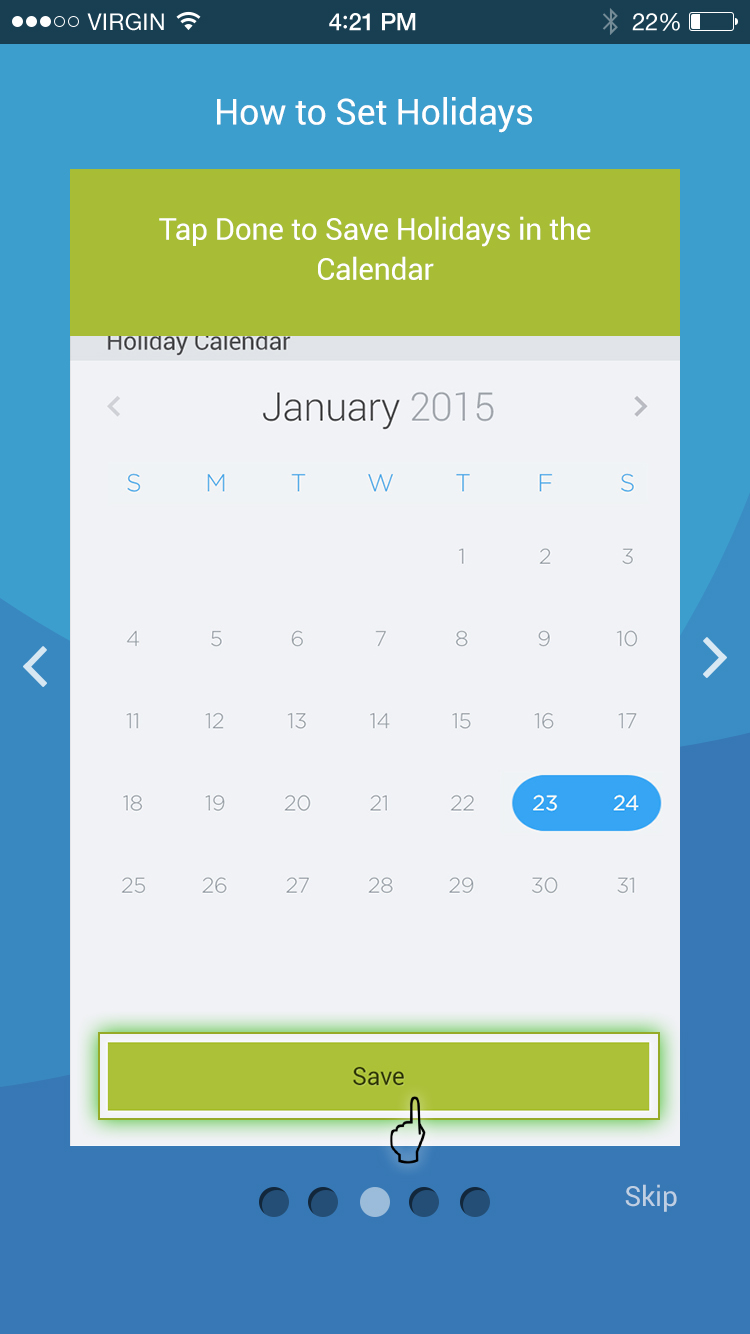 VIRGIN 4:21 PM 22%
How to Set Holidays
Tap Done to Save Holidays in the
Calendar
Holiday Calendar
January 2015
S M T W T F S
1 2 3
4 5 6 7 8 9 10
11 12 13 14 15 16 17
18 19 20 21 22 23 24
25 26 27 28 29 30 31
Save
Skip